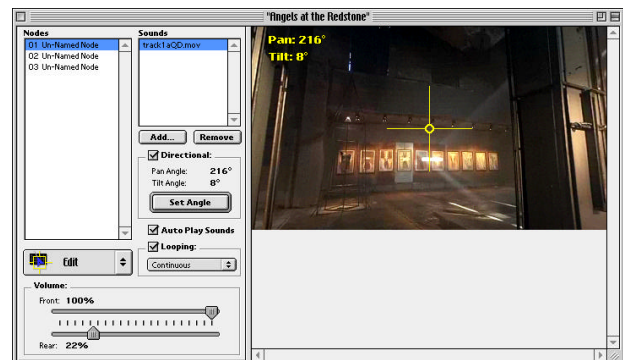 "Angels at the Redstone"
Nodes
01 Un-Named Node
02 Un-Named Node
03 Un-Named Node
Edit
Sounds
track1aQD.mov
Add...
Remove
Directional:
Pan Angle: 216°
Tilt Angle: 8°
Set Angle
Auto Play Sounds
Looping:
Continuous
Volume:
Front: 100%
Rear: 22%
Pan: 216°
Tilt: 8°